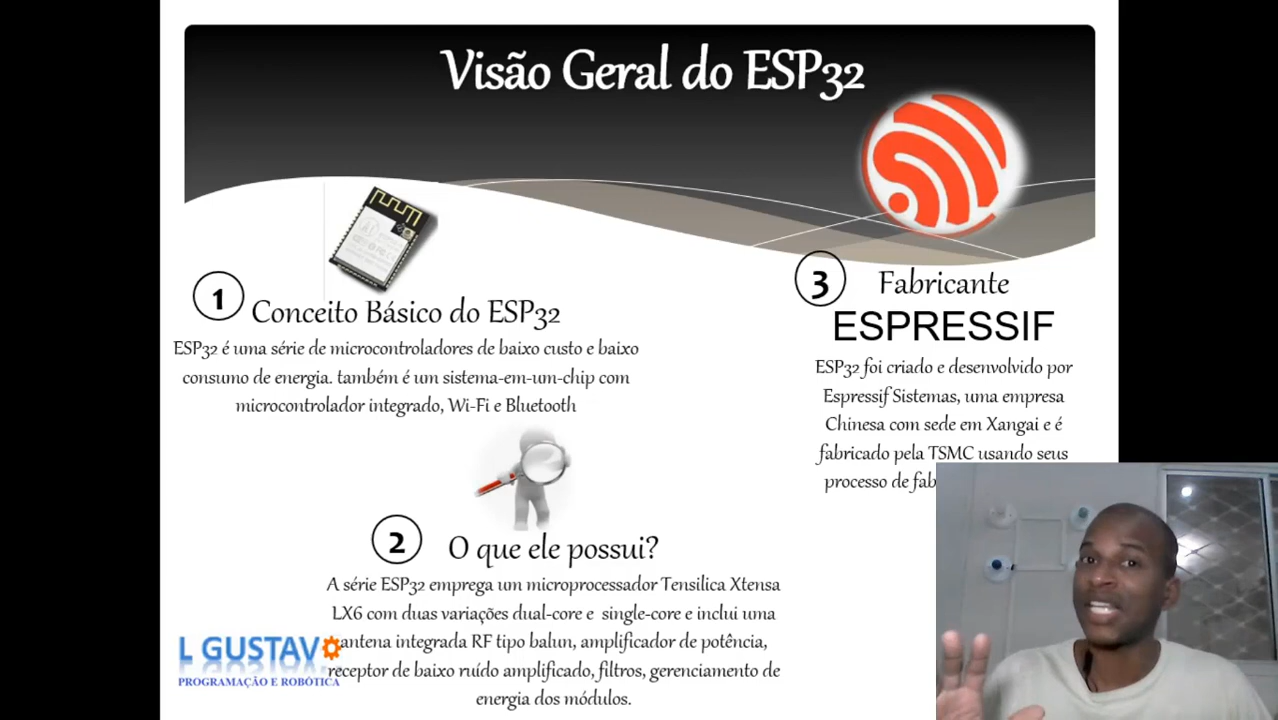 Visão Geral do ESP32
1
Conceito Básico do ESP32
ESP32 é uma série de microcontroladores de baixo custo e baixo
consumo de energia. também é um sistema-em-um-chip com
microcontrolador integrado, Wi-Fi e Bluetooth
2
O que ele possui?
A série ESP32 emprega um microprocessador Tensilica Xtensa
LX6 com duas variações dual-core e single-core e inclui uma
antena integrada RF tipo balun, amplificador de potência,
receptor de baixo ruído amplificado, filtros, gerenciamento de
energia dos módulos.
3
Fabricante
ESPRESSIF
ESP32 foi criado e desenvolvido por
Espressif Sistemas, uma empresa
Chinesa com sede em Xangai e é
fabricado pela TSMC usando seus
processo de
L GUSTAVO
PROGRAMAÇÃO E ROBÓTICA